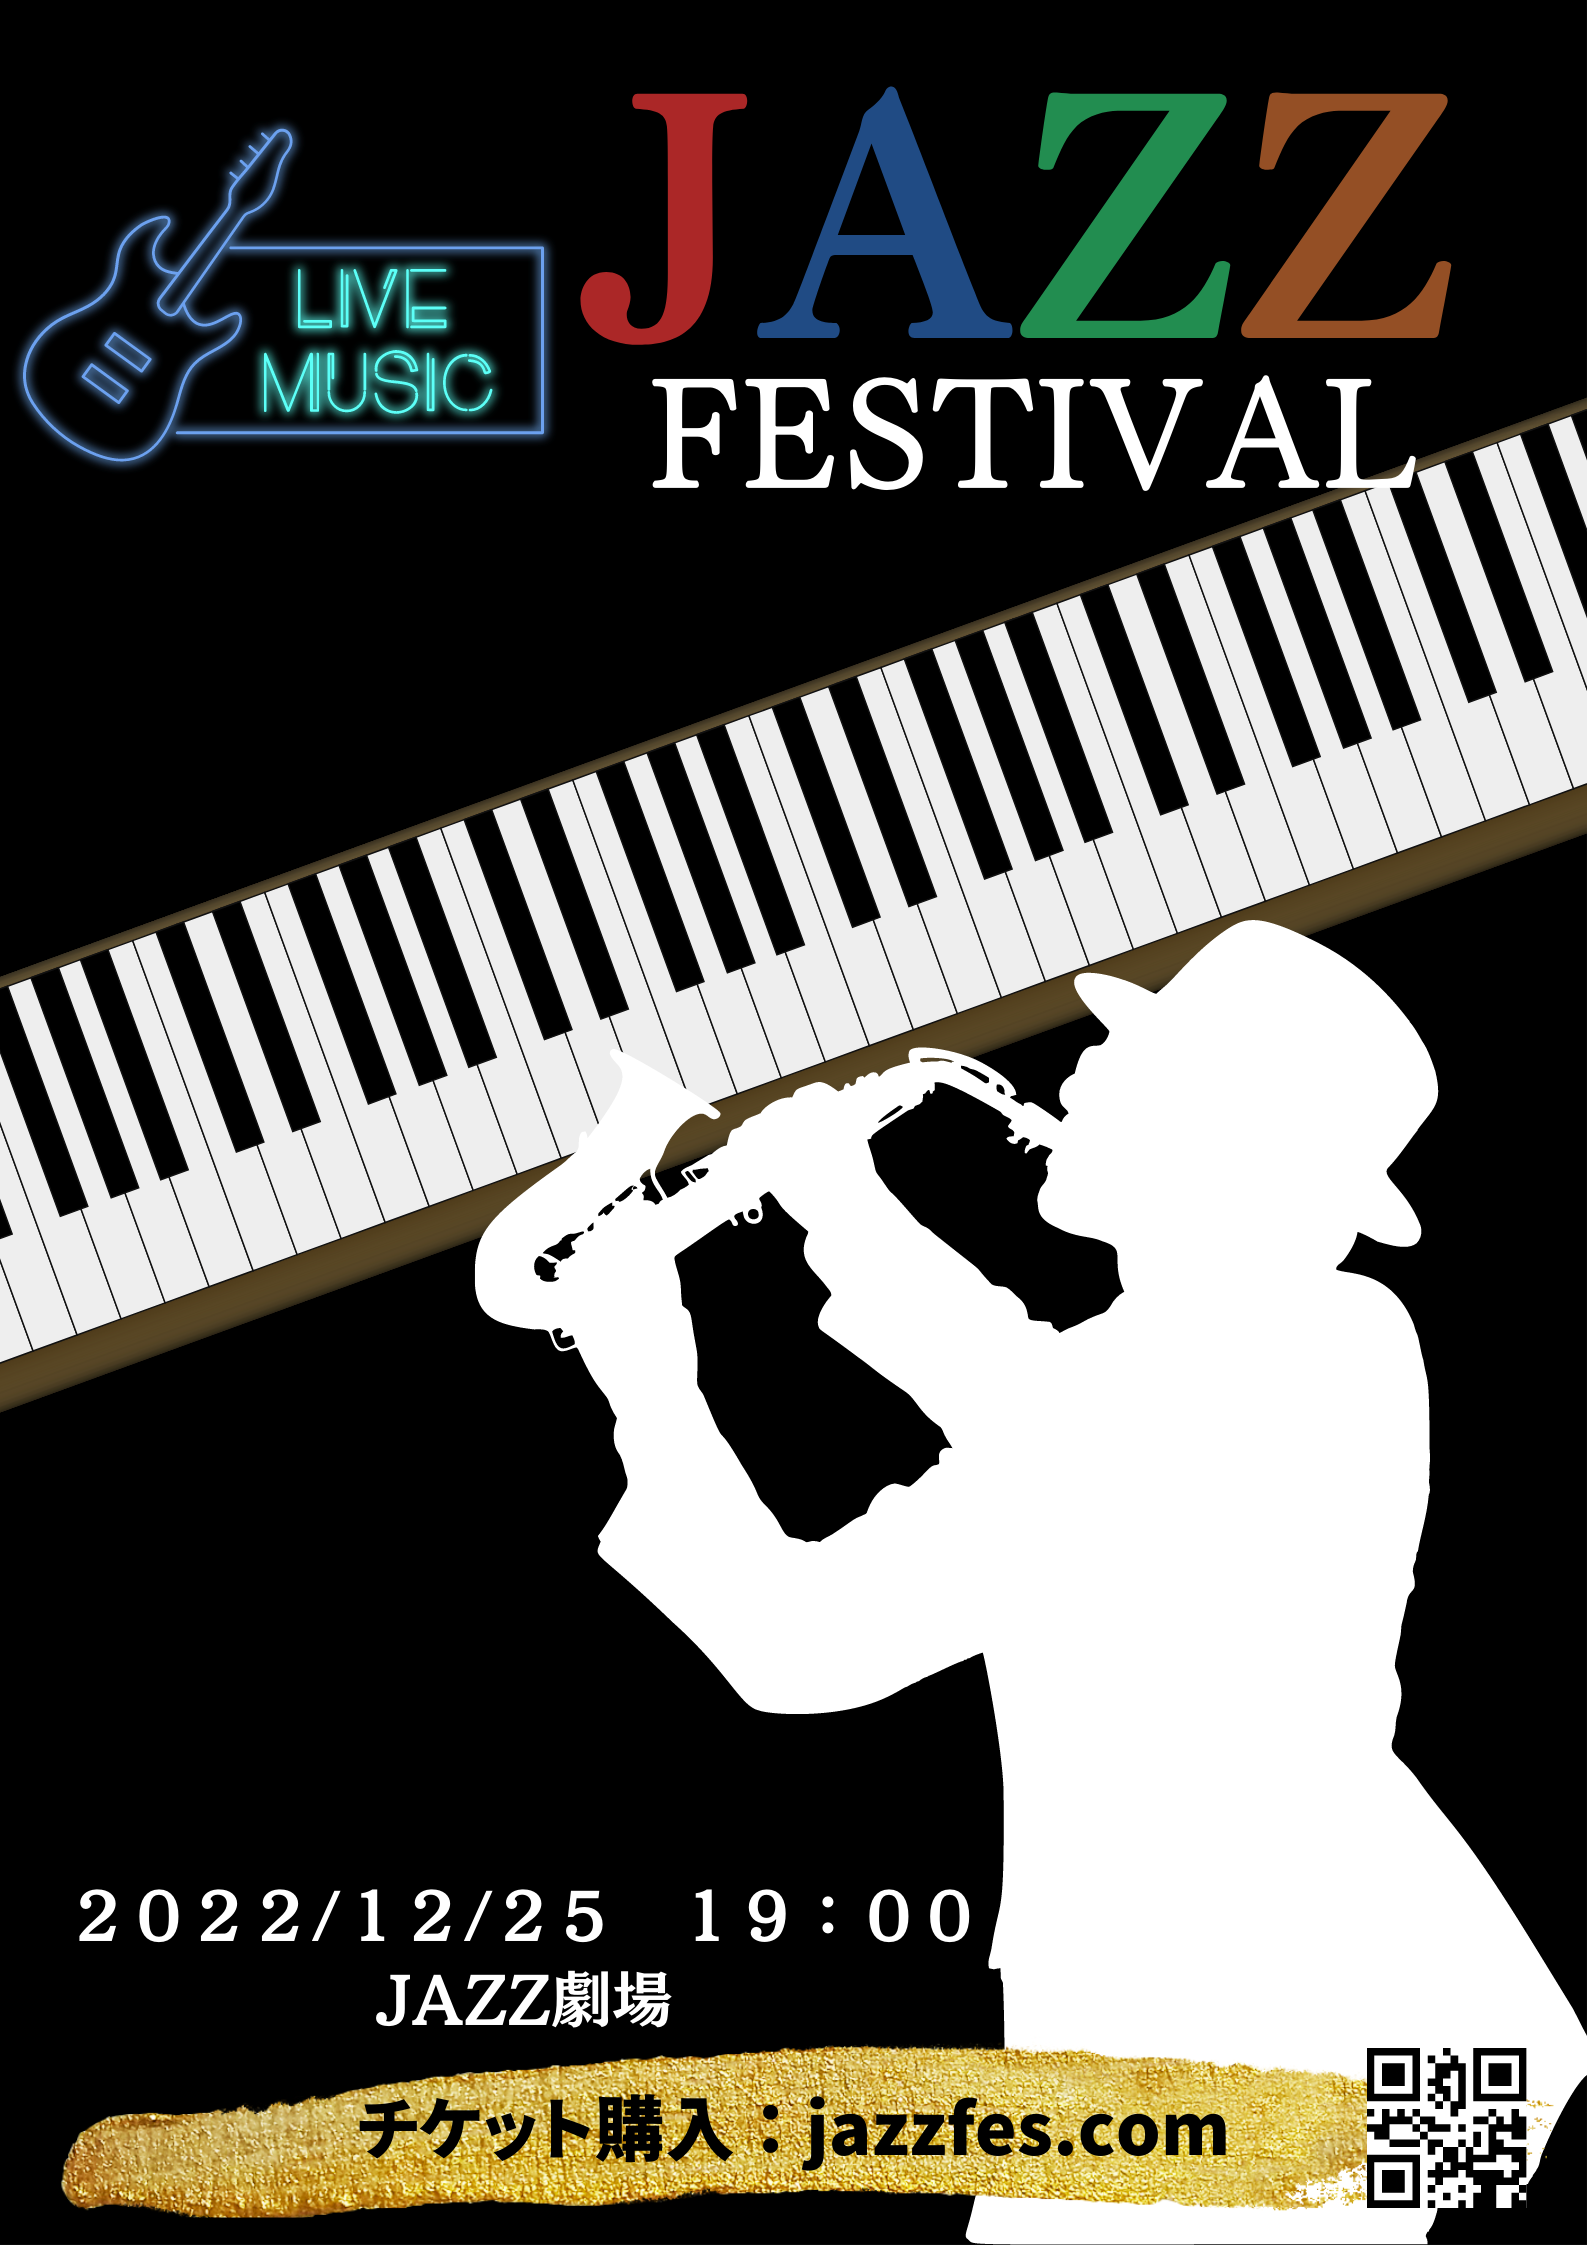 JAZZ
FESTIVAL
LIVE
MUSIC
2022/12/25 19：00
JAZZ劇場
チケット購入：jazzfes.com